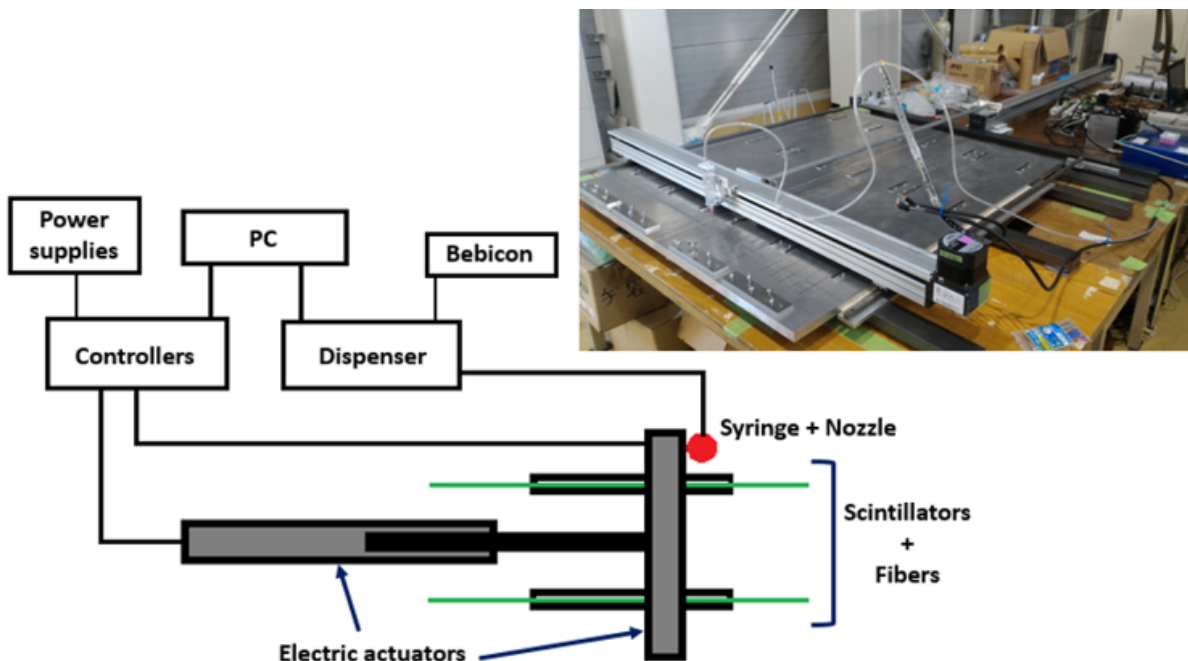 Power
supplies
PC
Bebicon
Controllers
Dispenser
Syringe + Nozzle
Scintillators
+
Fibers
Electric actuators